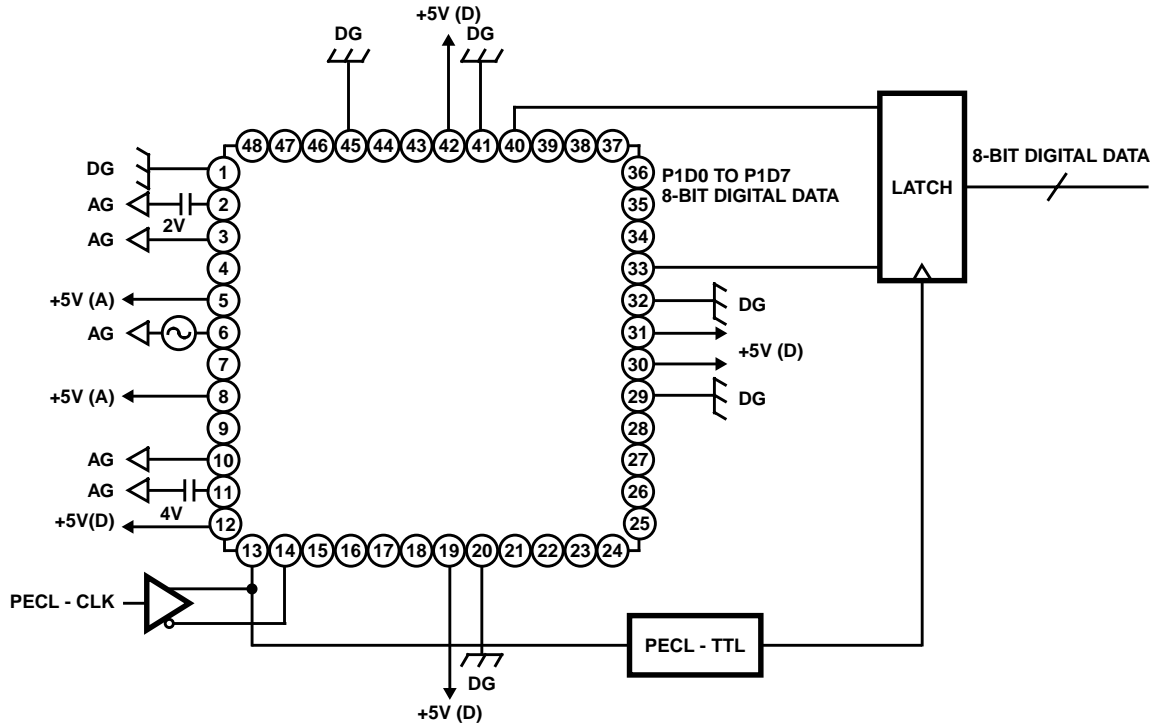 +5V (D)
DG
DG
48 47 46 45 44 43 42 41 40 39 38 37
8-BIT DIGITAL DATA
LATCH
DG
1
36
P1D0 TO P1D7
8-BIT DIGITAL DATA
AG
2
35
2V
AG
3
34
4
33
+5V (A)
5
32
DG
AG
6
31
+5V (D)
7
30
+5V (A)
8
29
DG
9
28
AG
10
27
AG
11
26
4V
+5V(D)
12
25
13 14 15 16 17 18 19 20 21 22 23 24
PECL - CLK
PECL - TTL
DG
+5V (D)